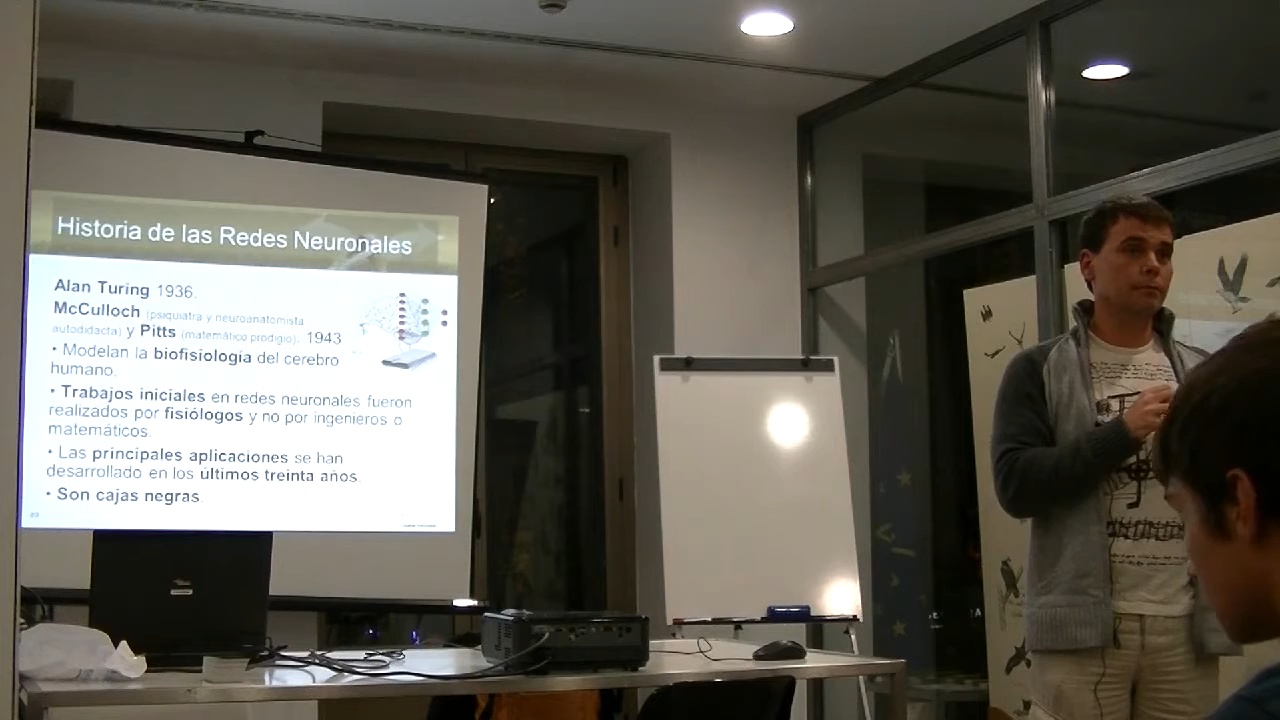 Historia de las Redes Neuronales
Alan Turing 1936.
McCulloch (psiquiatra y neuroanatomista
autodidacta) y Pitts (matemático prodigio). 1943
• Modelan la biofisiología del cerebro
humano.
• Trabajos iniciales en redes neuronales fueron
realizados por fisiólogos y no por ingenieros o
matemáticos.
• Las principales aplicaciones se han
desarrollado en los últimos treinta años.
• Son cajas negras.